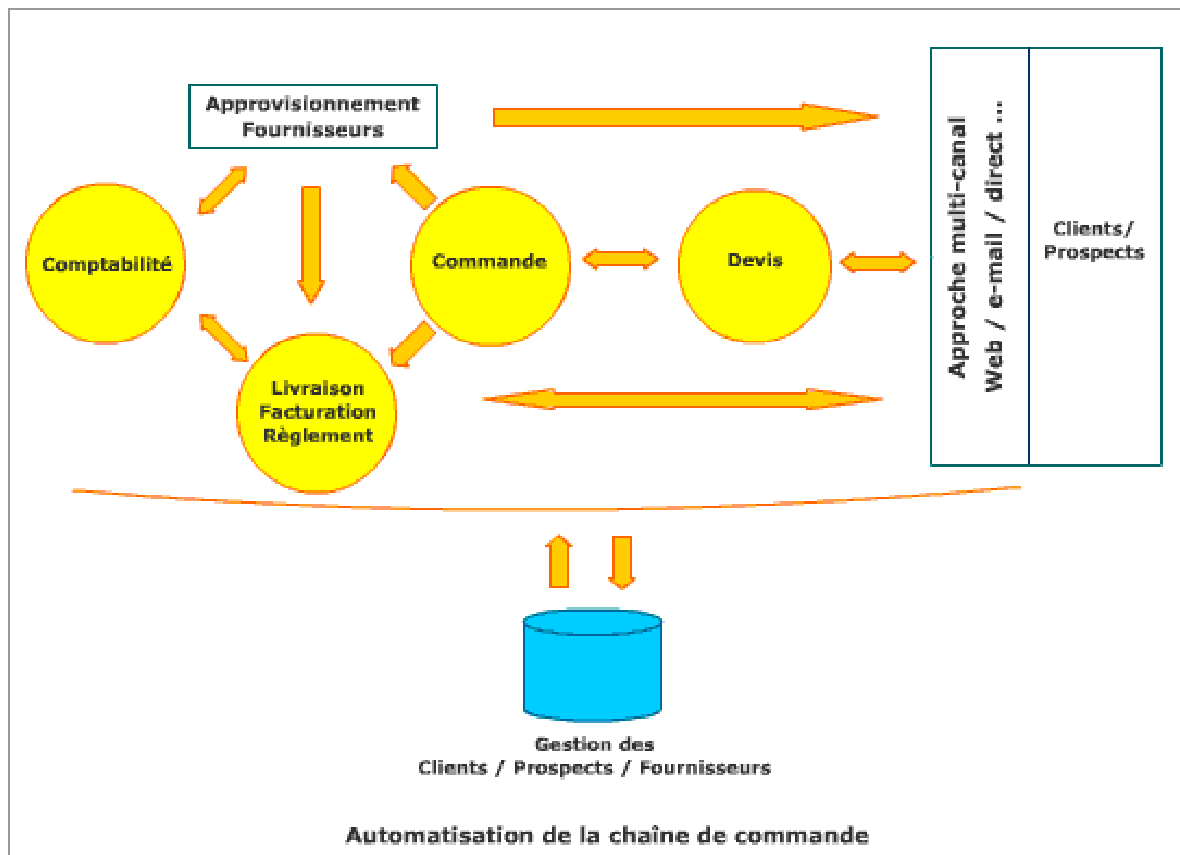 Approvisionnement
Fournisseurs
Comptabilité
Commande
Devis
Approche multi-canal
Web / e-mail / direct ...
Clients/
Prospects
Livraison
Facturation
Règlement
Gestion des
Clients / Prospects / Fournisseurs
Automatisation de la chaîne de commande